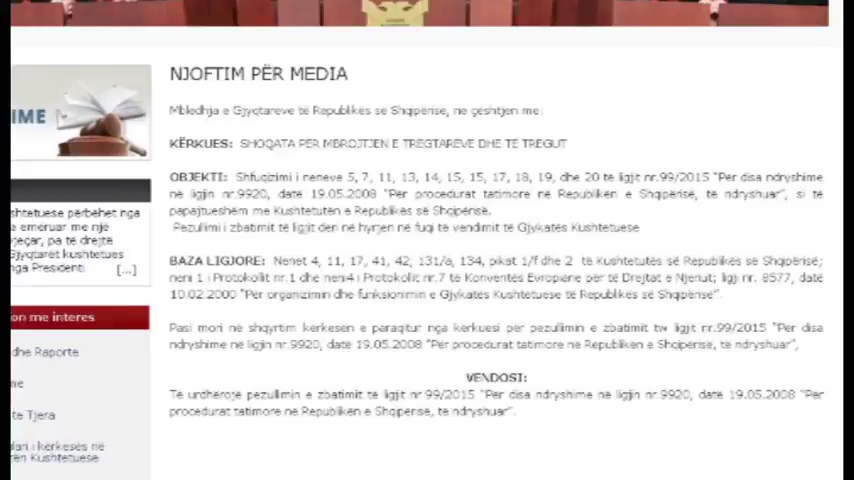 NJOFTIM PËR MEDIA
Mbledhja e Gjyqtarëve të Republikës së Shqipërisë, në çështjen me:
KËRKUES: SHOQATA PËR MBROJTJEN E TREGTARËVE DHE TË TREGUT
OBJEKTI: Shfuqizimi i neneve 5, 7, 11, 13, 14, 15, 15, 17, 18, 19, dhe 20 të ligjit nr.99/2015 "Për disa ndryshime
në ligjin nr.9920, datë 19.05.2008 "Për procedurat tatimore në Republikën e Shqipërisë, të ndryshuar", si të
papajtueshëm me Kushtetutën e Republikës së Shqipërisë.
Pezullimi i zbatimit të ligjit deri në hyrjen në fuqi të vendimit të Gjykatës Kushtetuese
BAZA LIGJORE: Nenet 4, 11, 17, 41, 42, 131/a, 134, pikat 1/f dhe 2 të Kushtetutës së Republikës së Shqipërisë;
neni 1 i Protokollit nr.1 dhe neni4 i Protokollit nr.7 të Konventës Evropiane për të Drejtat e Njeriut; ligji nr. 8577, datë
10.02.2000 "Për organizimin dhe funksionimin e Gjykatës Kushtetuese të Republikës së Shqipërisë".
Pasi mori në shqyrtim kërkesën e paraqitur nga kërkuesi për pezullimin e zbatimit tw ligjit nr.99/2015 "Për disa
ndryshime në ligjin nr.9920, datë 19.05.2008 "Për procedurat tatimore në Republikën e Shqipërisë, të ndryshuar",
VENDOSI:
Të urdhërojë pezullimin e zbatimit të ligjit nr 99/2015 "Për disa ndryshime në ligjin nr.9920, datë 19.05.2008 "Për
procedurat tatimore në Republikën e Shqipërisë, të ndryshuar".
IME
shtetuese përbëhet nga
e emëruar me një
vjeçar, pa të drejtë
Gjyqtarët kushtetues
nga Presidenti [...]
on me interes
dhe Raporte
me
te Tjera
ulari i kërkesës në
ën Kushtetuese